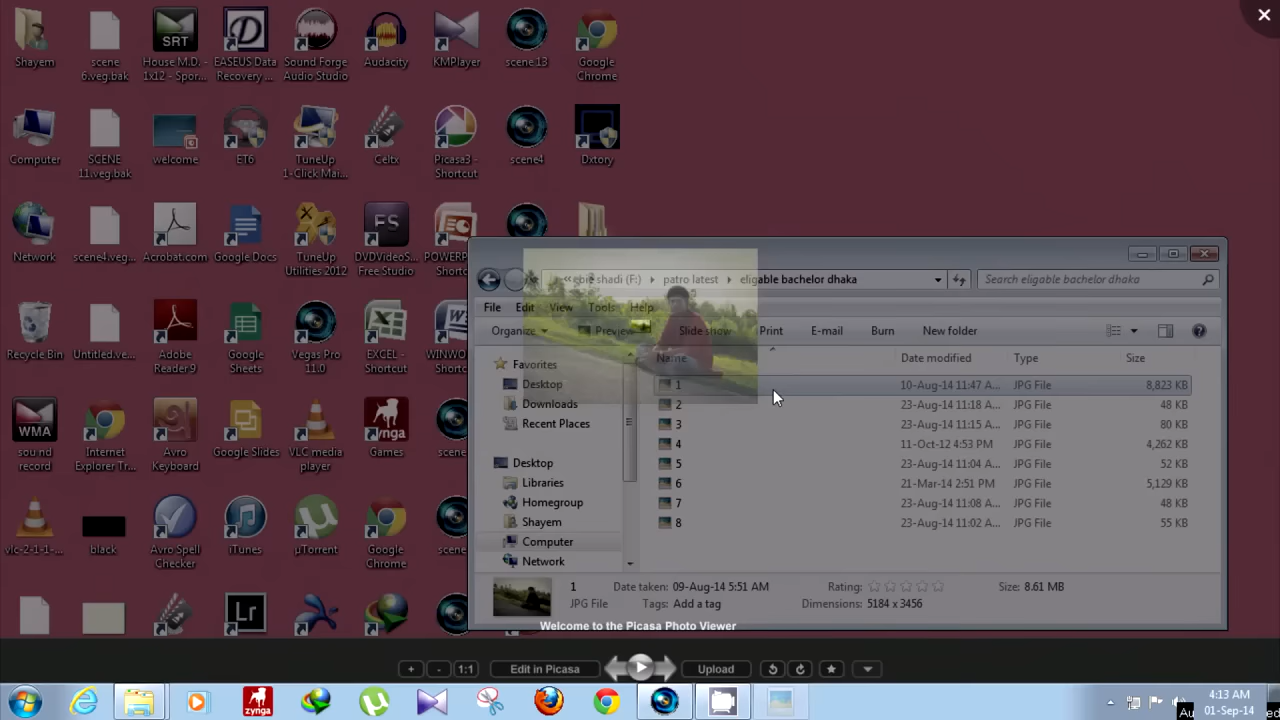 Shayem
scene
6.veg.bak
SRT
House M.D. -
1x12 - Spor...
EASEUS Data
Recovery ...
Sound Forge
Audio Studio
Audacity
KMPlayer
scene 13
Google
Chrome
Computer
SCENE
11.veg.bak
welcome
ET6
TuneUp
1-Click Mai...
Celtx
Picasa3 -
Shortcut
scene4
Dxtory
Network
scene4.veg...
Acrobat.com
Google Docs
TuneUp
Utilities 2012
FS
DVDVideoS...
Free Studio
Recycle Bin
Untitled.ve...
Adobe
Reader 9
Google
Sheets
Vegas Pro
11.0
EXCEL -
Shortcut
WMA
sou nd
record
Internet
Explorer Tr...
Avro
Keyboard
Google Slides
VLC media
player
zynga
Games
vlc-2-1-1-...
black
Avro Spell
Checker
iTunes
µTorrent
Google
Chrome
Lr
shadi (F:)
patro latest
eligable bachelor dhaka
Search eligable bachelor dhaka
File
Edit
View
Tools
Help
Organize
Preview
Slide show
Print
E-mail
Burn
New folder
Favorites
Desktop
Downloads
Recent Places
Desktop
Libraries
Homegroup
Shayem
Computer
Network
Name
Date modified
Type
Size
1 10-Aug-14 11:47 A... JPG File 8,823 KB
2 23-Aug-14 11:18 A... JPG File 48 KB
3 23-Aug-14 11:15 A... JPG File 80 KB
4 11-Oct-12 4:53 PM JPG File 4,262 KB
5 23-Aug-14 11:04 A... JPG File 52 KB
6 21-Mar-14 2:51 PM JPG File 5,129 KB
7 23-Aug-14 11:08 A... JPG File 48 KB
8 23-Aug-14 11:02 A... JPG File 55 KB
1 Date taken: 09-Aug-14 5:51 AM Rating: Size: 8.61 MB
JPG File Tags: Add a tag Dimensions: 5184 x 3456
Welcome to the Picasa Photo Viewer
+ - 1:1 Edit in Picasa Upload
zynga
4:13 AM
01-Sep-14